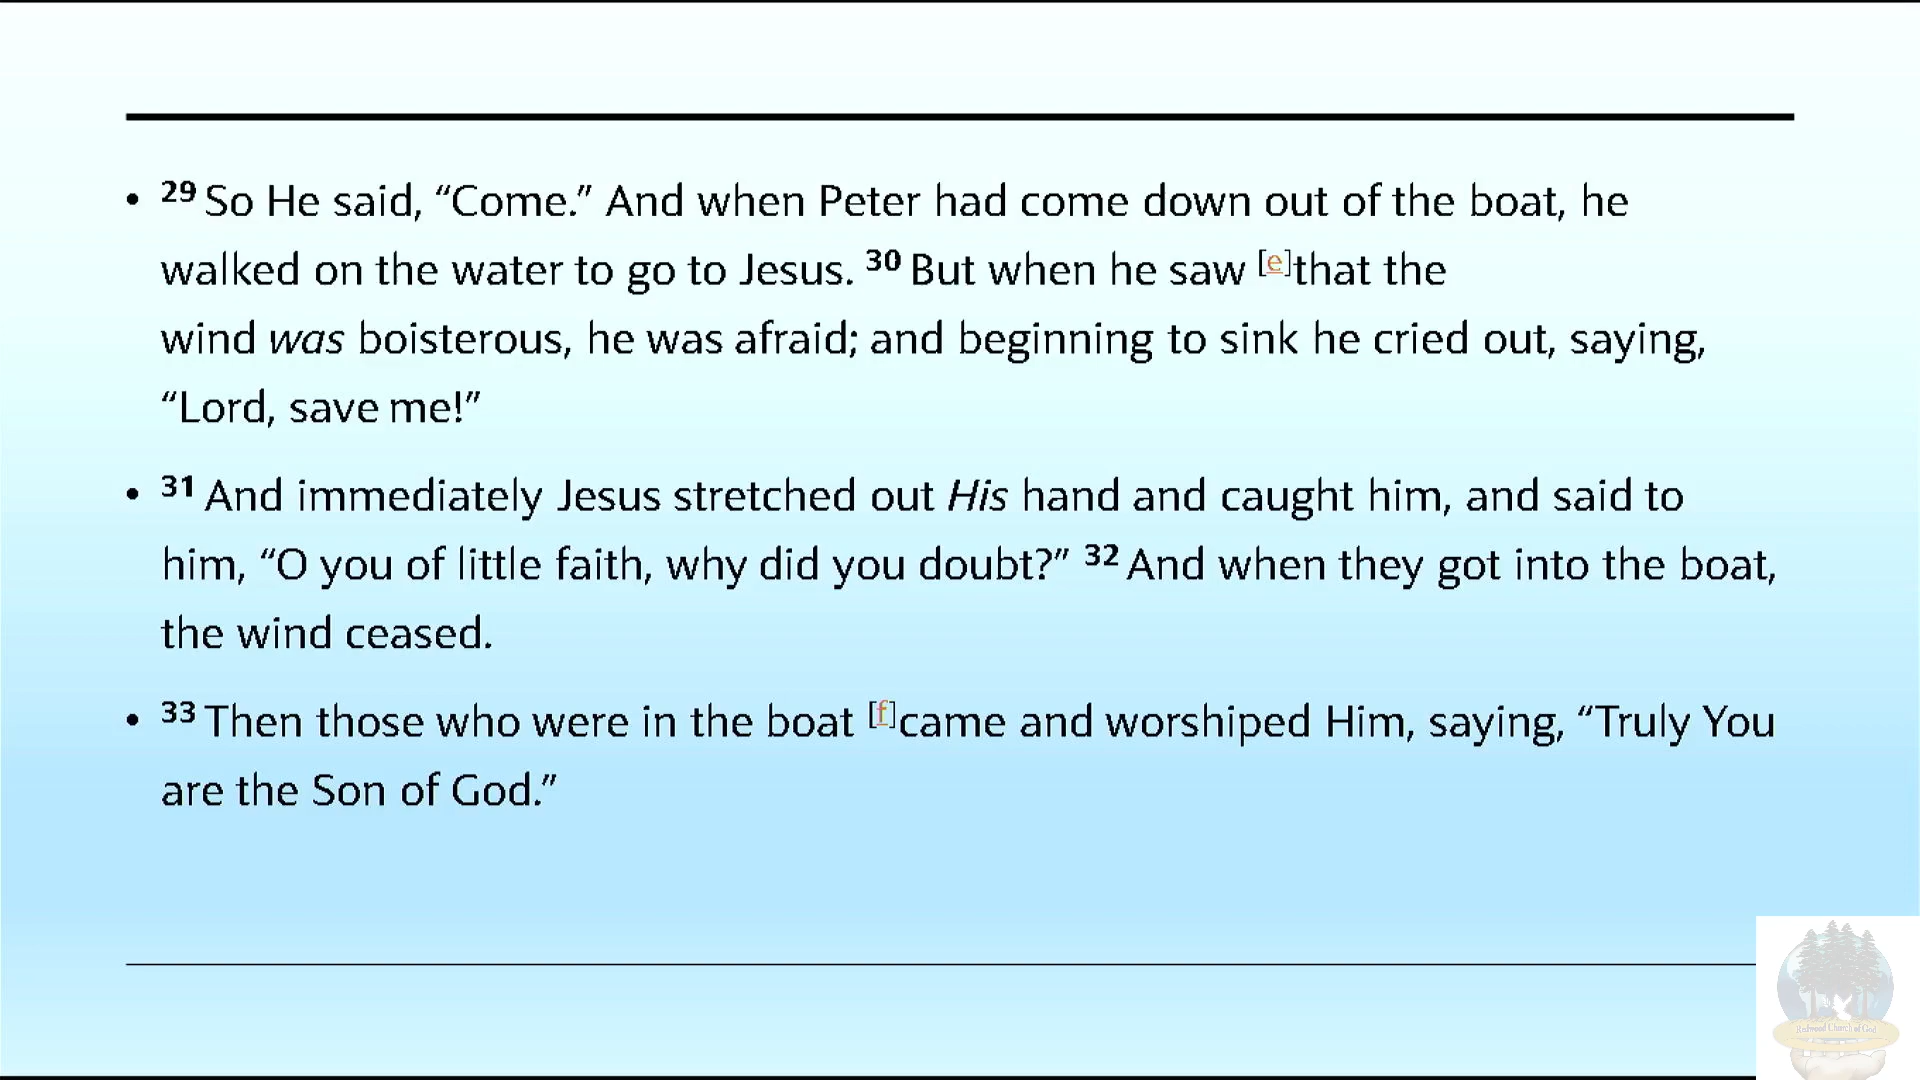 • 29 So He said, “Come.” And when Peter had come down out of the boat, he
walked on the water to go to Jesus. 30 But when he saw [e]that the
wind was boisterous, he was afraid; and beginning to sink he cried out, saying,
“Lord, save me!”
• 31 And immediately Jesus stretched out His hand and caught him, and said to
him, “O you of little faith, why did you doubt?” 32 And when they got into the boat,
the wind ceased.
• 33 Then those who were in the boat [f]came and worshiped Him, saying, “Truly You
are the Son of God.”
Redwood Church of God